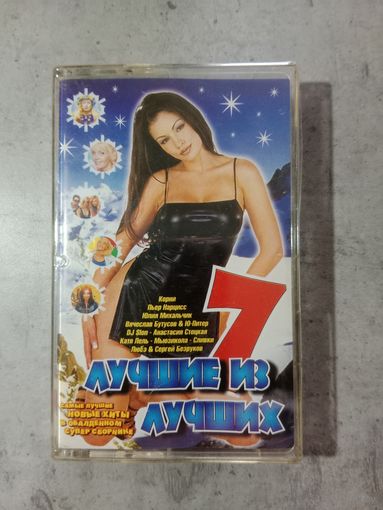 Корни
Пьер Нарцисс
Юлия Михальчик
Вячеслав Бутусов & Ю-Питер
DJ Slon - Анастасия Стоцкая
Катя Лель - Мьюзикола - Сливки
Любэ & Сергей Безруков
7
ЛУЧШИЕ ИЗ
ЛУЧШИХ
САМЫЕ ЛУЧШИЕ
НОВЫЕ ХИТЫ
В ОБАЛДЕННОМ
СУПЕР СБОРНИКЕ